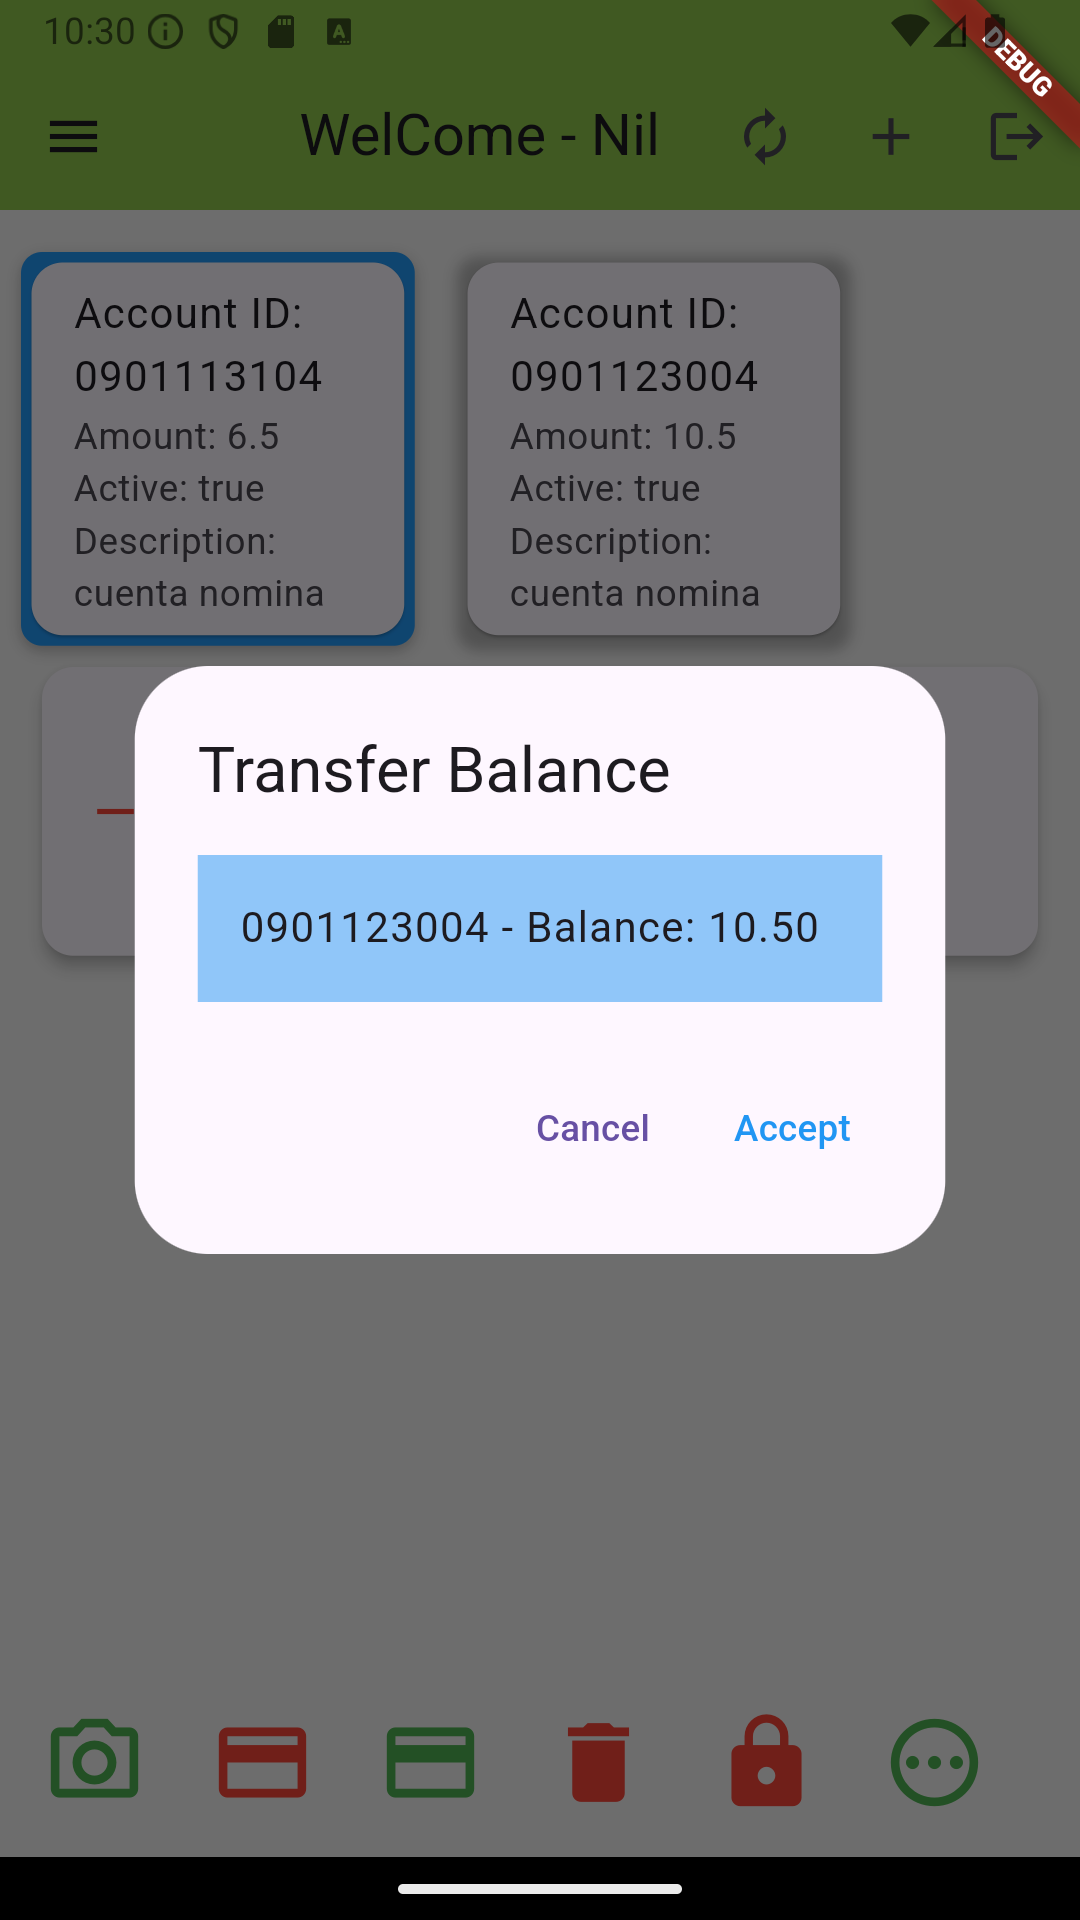 10:30
DEBUG
WelCome - Nil
Account ID:
0901113104
Amount: 6.5
Active: true
Description:
cuenta nomina
Account ID:
0901123004
Amount: 10.5
Active: true
Description:
cuenta nomina
Transfer Balance
0901123004 - Balance: 10.50
Cancel
Accept